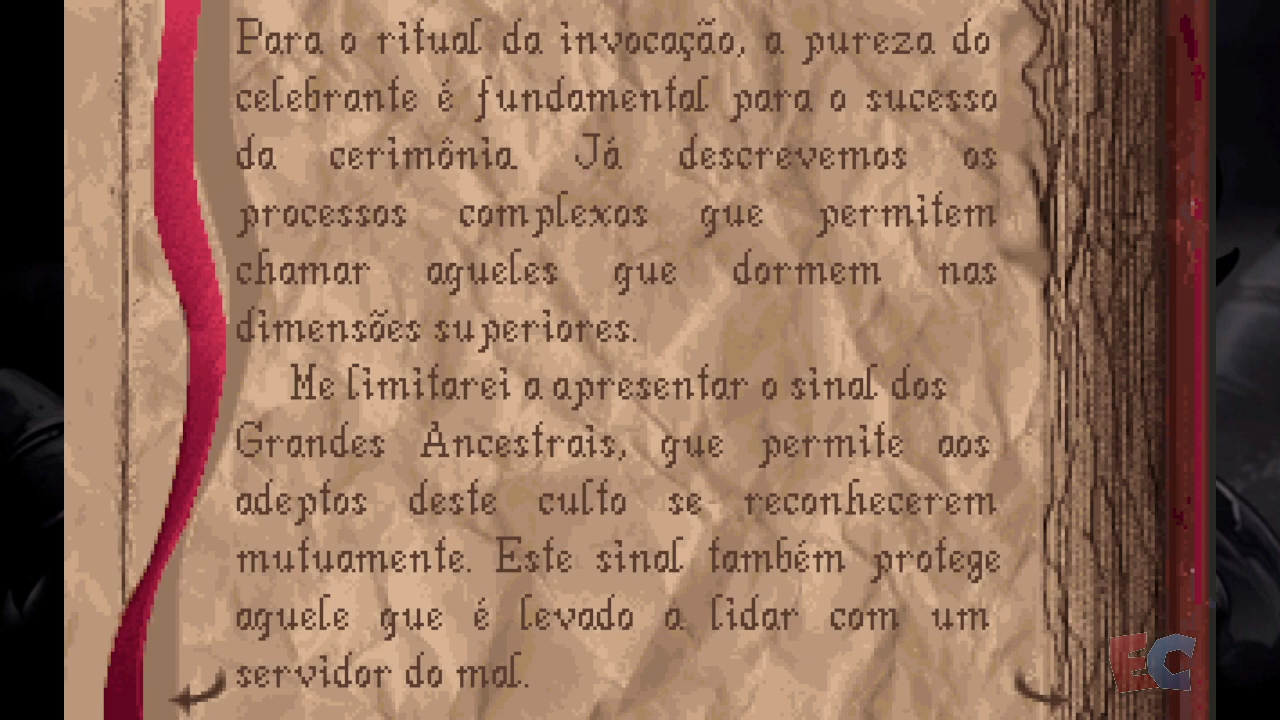 Para o ritual da invocação, a pureza do
celebrante é fundamental para o sucesso
da cerimônia Já descrevemos os
processos complexos que permitem
chamar aqueles que dormem nas
dimensões superiores.
Me limitarei a apresentar o sinal dos
Grandes Ancestrais, que permite aos
adeptos deste culto se reconhecerem
mutuamente. Este sinal também protege
aquele que é levado a lidar com um
servidor do mal.
EC